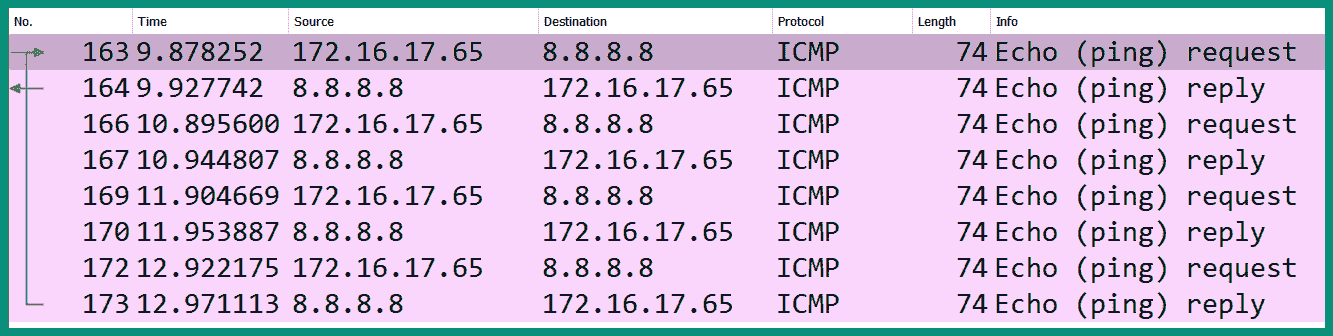 No. Time Source Destination Protocol Length Info
163 9.878252 172.16.17.65 8.8.8.8 ICMP 74 Echo (ping) request
164 9.927742 8.8.8.8 172.16.17.65 ICMP 74 Echo (ping) reply
166 10.895600 172.16.17.65 8.8.8.8 ICMP 74 Echo (ping) request
167 10.944807 8.8.8.8 172.16.17.65 ICMP 74 Echo (ping) reply
169 11.904669 172.16.17.65 8.8.8.8 ICMP 74 Echo (ping) request
170 11.953887 8.8.8.8 172.16.17.65 ICMP 74 Echo (ping) reply
172 12.922175 172.16.17.65 8.8.8.8 ICMP 74 Echo (ping) request
173 12.971113 8.8.8.8 172.16.17.65 ICMP 74 Echo (ping) reply